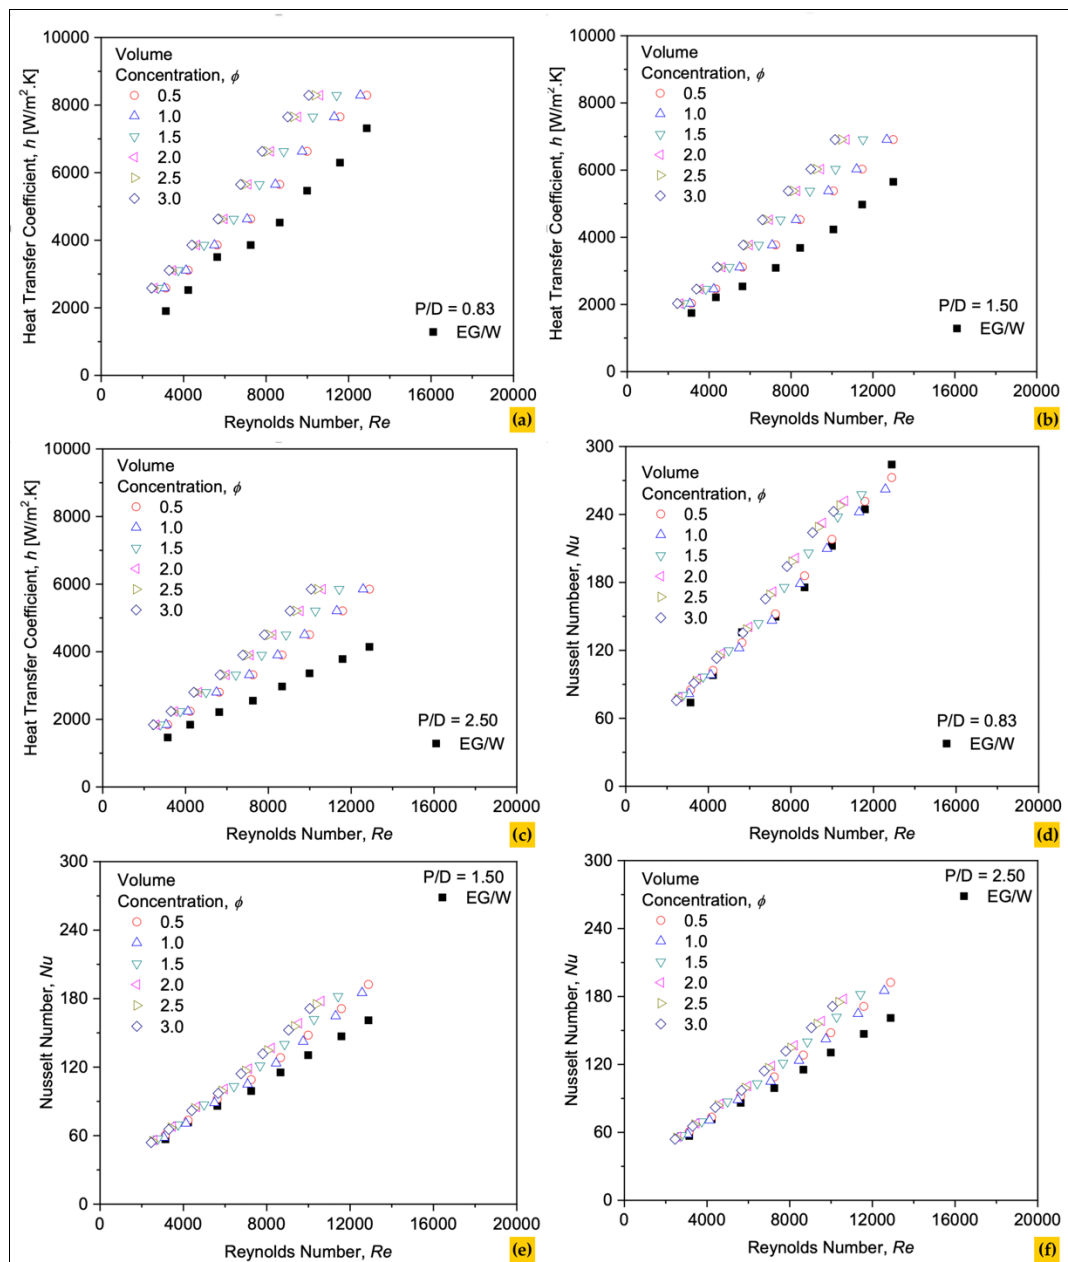 10000
8000
6000
4000
2000
0
Heat Transfer Coefficient, h [W/m².K]
Volume
Concentration, ϕ
0.5
1.0
1.5
2.0
2.5
3.0
P/D = 0.83
EG/W
4000 8000 12000 16000 20000
Reynolds Number, Re
(a)
10000
8000
6000
4000
2000
0
Heat Transfer Coefficient, h [W/m².K]
Volume
Concentration, ϕ
0.5
1.0
1.5
2.0
2.5
3.0
P/D = 1.50
EG/W
0 4000 8000 12000 16000 20000
Reynolds Number, Re
(b)
10000
8000
6000
4000
2000
0
Heat Transfer Coefficient, h [W/m².K]
Volume
Concentration, ϕ
0.5
1.0
1.5
2.0
2.5
3.0
P/D = 2.50
EG/W
0 4000 8000 12000 16000 20000
Reynolds Number, Re
(c)
300
240
180
120
60
0
Nusselt Numbeer, Nu
Volume
Concentration, ϕ
0.5
1.0
1.5
2.0
2.5
3.0
P/D = 0.83
EG/W
0 4000 8000 12000 16000 20000
Reynolds Number, Re
(d)
300
240
180
120
60
0
Nusselt Number, Nu
Volume
Concentration, ϕ
0.5
1.0
1.5
2.0
2.5
3.0
P/D = 1.50
EG/W
0 4000 8000 12000 16000 20000
Reynolds Number, Re
(e)
300
240
180
120
60
0
Nusselt Number, Nu
Volume
Concentration, ϕ
0.5
1.0
1.5
2.0
2.5
3.0
P/D = 2.50
EG/W
0 4000 8000 12000 16000 20000
Reynolds Number, Re
(f)